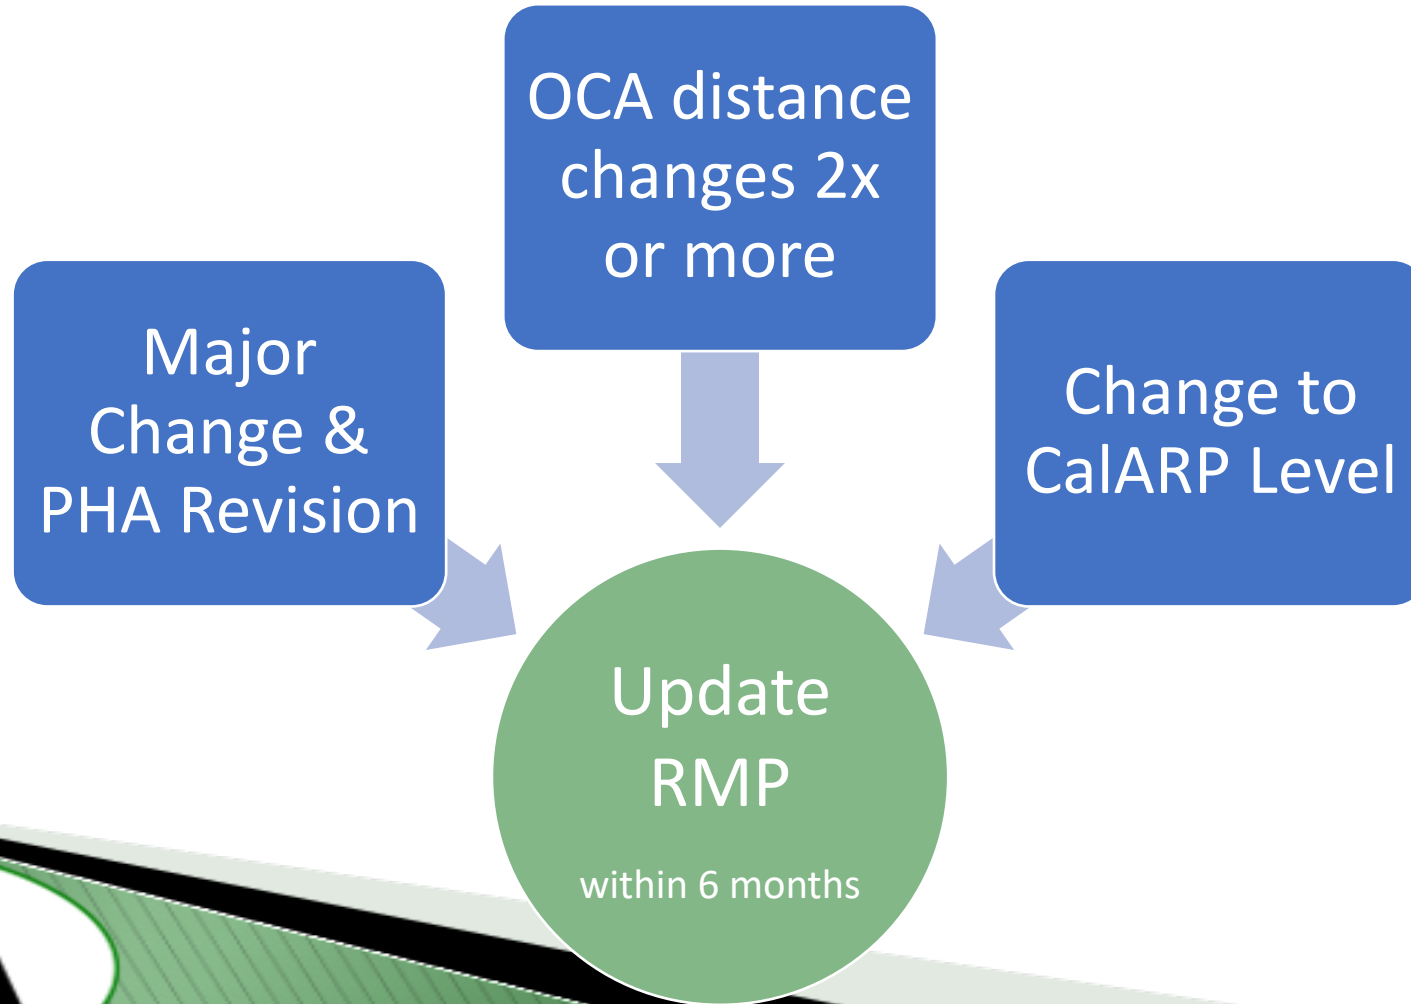 OCA distance
changes 2x
or more
Major
Change &
PHA Revision
Change to
CalARP Level
Update
RMP
within 6 months